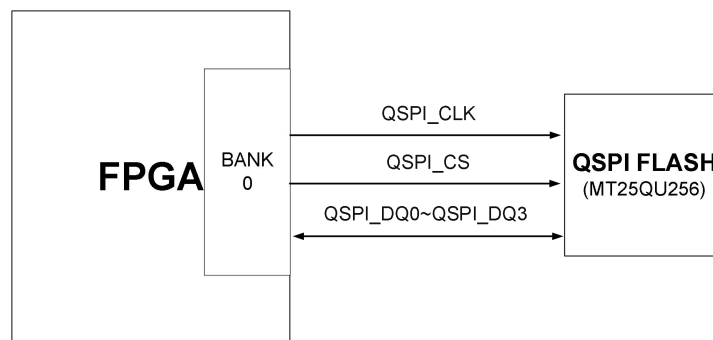 QSPI_CLK
FPGA
BANK
0
QSPI_CS
QSPI_DQ0~QSPI_DQ3
QSPI FLASH
(MT25QU256)